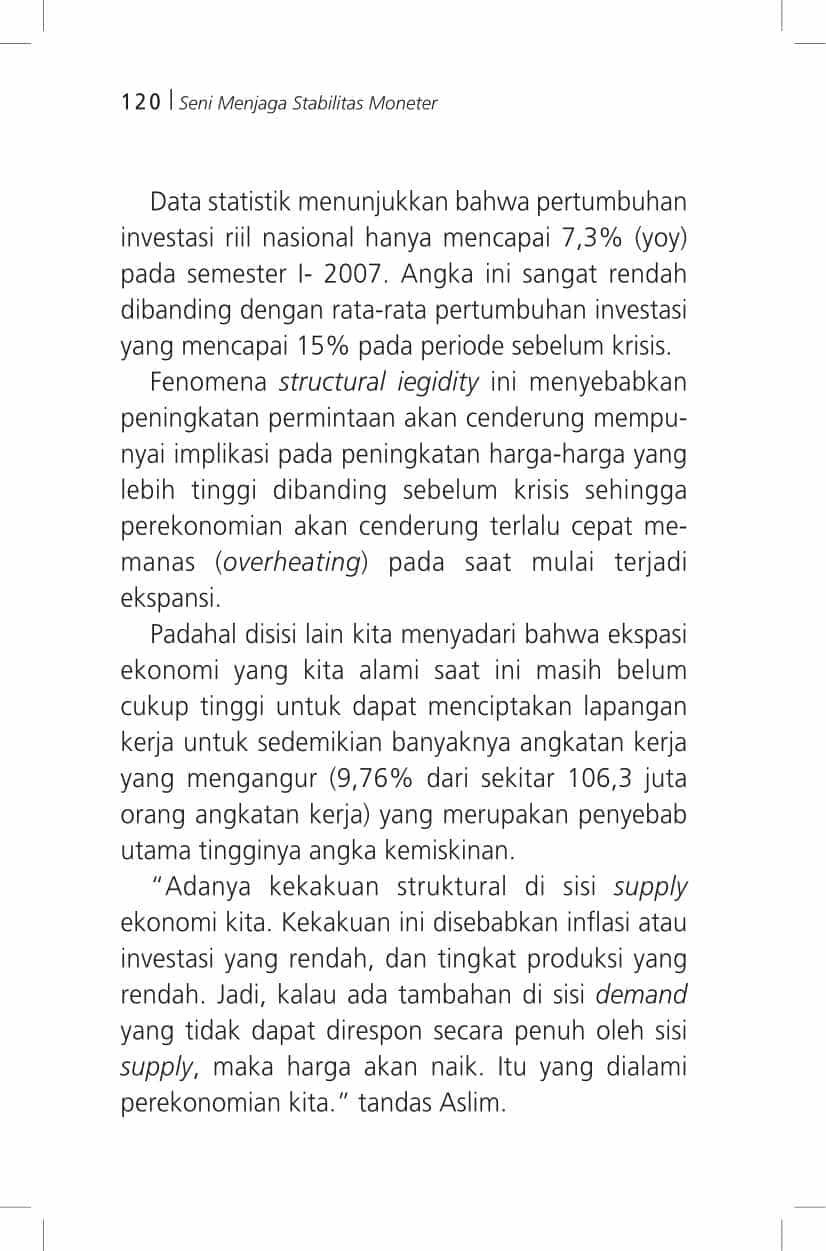 120 | Seni Menjaga Stabilitas Moneter
Data statistik menunjukkan bahwa pertumbuhan
investasi riil nasional hanya mencapai 7,3% (yoy)
pada semester I- 2007. Angka ini sangat rendah
dibanding dengan rata-rata pertumbuhan investasi
yang mencapai 15% pada periode sebelum krisis.
Fenomena structural iegidity ini menyebabkan
peningkatan permintaan akan cenderung mempu-
nyai implikasi pada peningkatan harga-harga yang
lebih tinggi dibanding sebelum krisis sehingga
perekonomian akan cenderung terlalu cepat me-
manas (overheating) pada saat mulai terjadi
ekspansi.
Padahal disisi lain kita menyadari bahwa ekspasi
ekonomi yang kita alami saat ini masih belum
cukup tinggi untuk dapat menciptakan lapangan
kerja untuk sedemikian banyaknya angkatan kerja
yang mengangur (9,76% dari sekitar 106,3 juta
orang angkatan kerja) yang merupakan penyebab
utama tingginya angka kemiskinan.
“Adanya kekakuan struktural di sisi supply
ekonomi kita. Kekakuan ini disebabkan inflasi atau
investasi yang rendah, dan tingkat produksi yang
rendah. Jadi, kalau ada tambahan di sisi demand
yang tidak dapat direspon secara penuh oleh sisi
supply, maka harga akan naik. Itu yang dialami
perekonomian kita.” tandas Aslim.